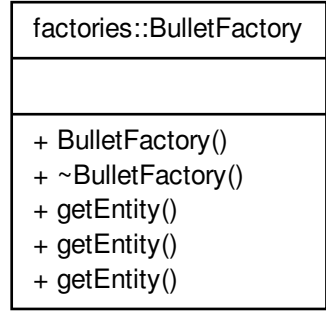 factories::BulletFactory
+ BulletFactory()
+ ~BulletFactory()
+ getEntity()
+ getEntity()
+ getEntity()